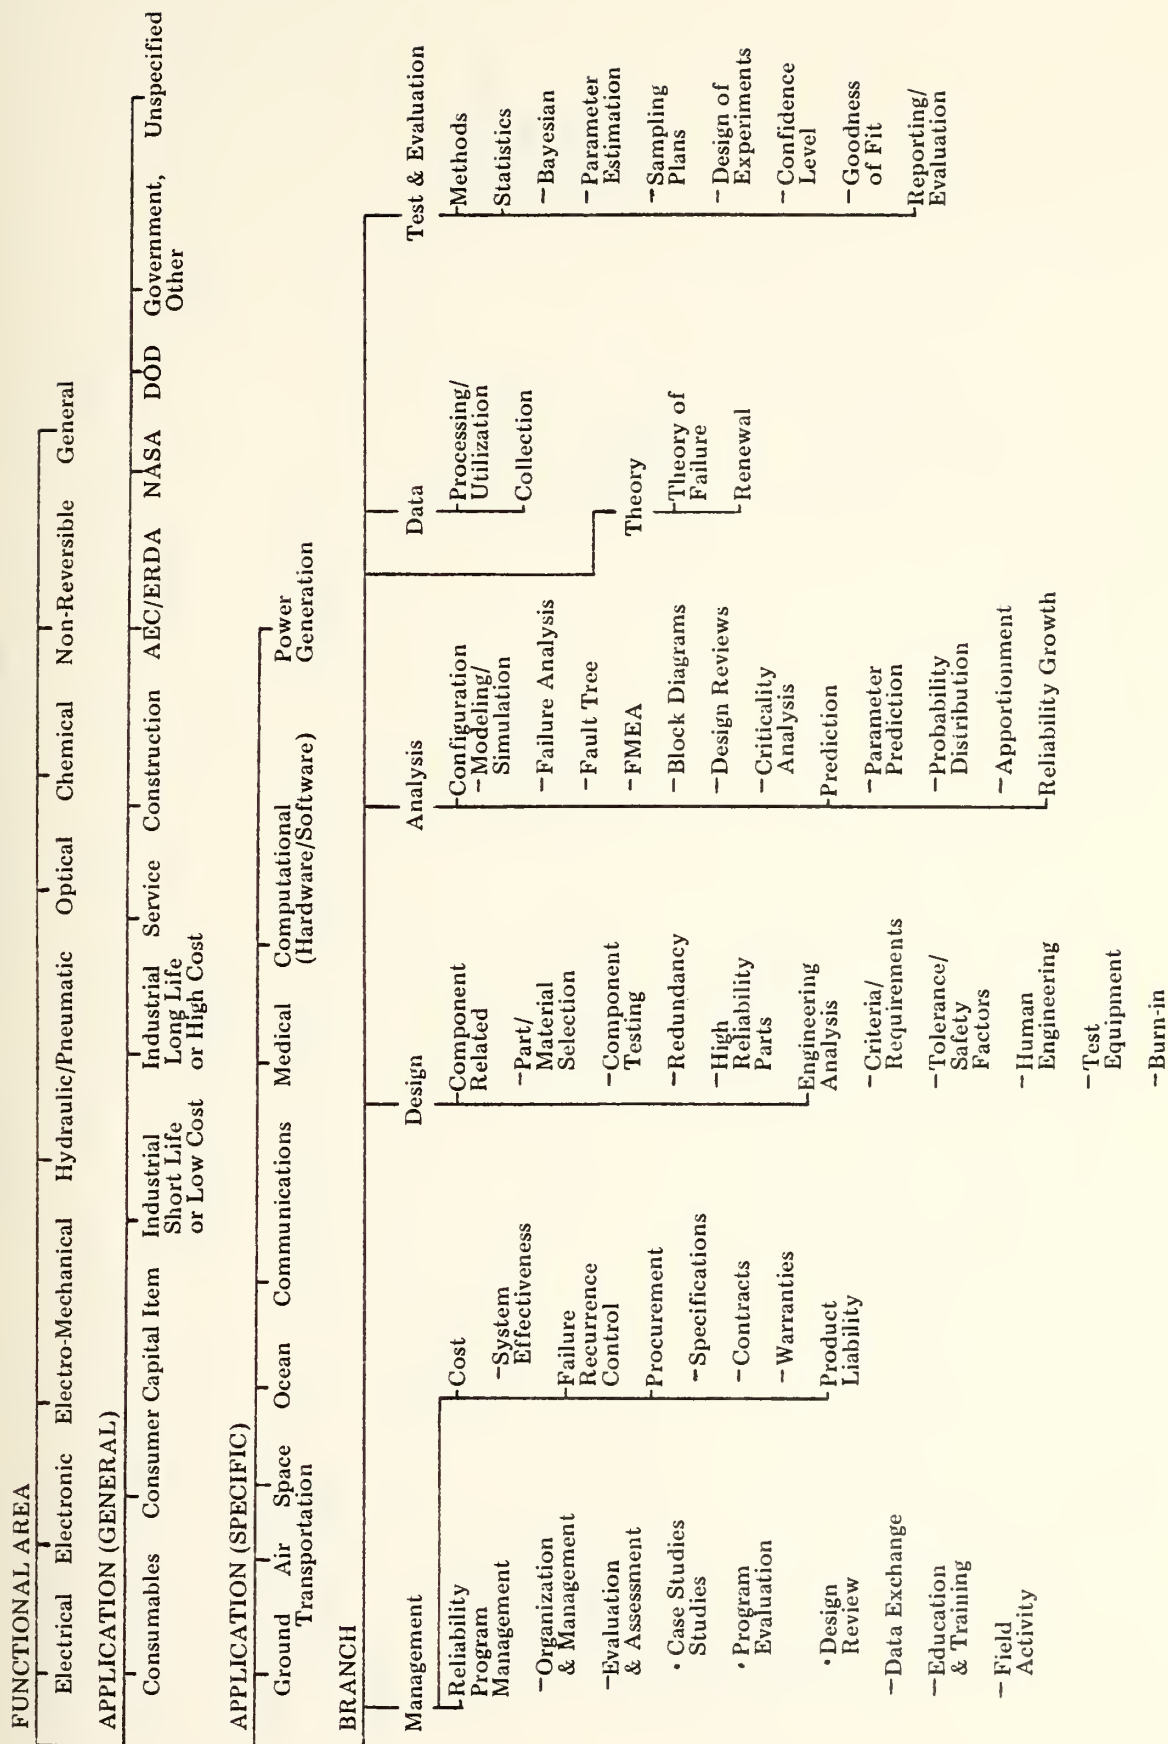 FUNCTIONAL AREA
Electrical Electronic Electro-Mechanical Hydraulic/Pneumatic Optical Chemical Non-Reversible General
APPLICATION (GENERAL)
Consumables Consumer Capital Item Industrial Industrial Service Construction AEC/ERDA NASA DOD Government, Unspecified
Short Life Long Life Other
or Low Cost or High Cost
APPLICATION (SPECIFIC)
Ground Air Space Ocean Communications Medical Computational Power
Transportation (Hardware/Software) Generation
BRANCH
Management
Reliability
Program
Management
–Organization
& Management
–Evaluation
& Assessment
• Case Studies
Studies
• Program
Evaluation
• Design
Review
–Data Exchange
–Education
& Training
–Field
Activity
Cost
–System
Effectiveness
Failure
Recurrence
Control
Procurement
–Specifications
–Contracts
–Warranties
Product
Liability
Design
Component
Related
–Part/
Material
Selection
–Component
Testing
–Redundancy
–High
Reliability
Parts
Engineering
Analysis
–Criteria/
Requirements
–Tolerance/
Safety
Factors
–Human
Engineering
–Test
Equipment
–Burn-in
Analysis
Configuration
–Modeling/
Simulation
–Failure Analysis
–Fault Tree
–FMEA
–Block Diagrams
–Design Reviews
–Criticality
Analysis
Prediction
–Parameter
Prediction
–Probability
Distribution
–Apportionment
Reliability Growth
Data
Processing/
Utilization
Collection
Theory
Theory of
Failure
Renewal
Test & Evaluation
Methods
Statistics
–Bayesian
–Parameter
Estimation
–Sampling
Plans
–Design of
Experiments
–Confidence
Level
–Goodness
of Fit
Reporting/
Evaluation